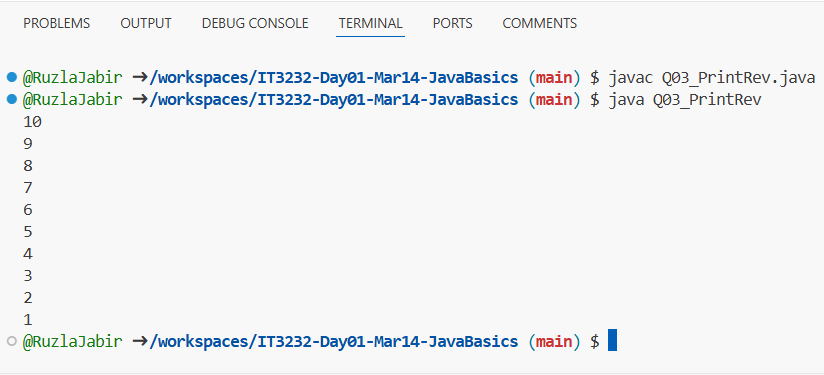 PROBLEMS OUTPUT DEBUG CONSOLE TERMINAL PORTS COMMENTS
@RuzlaJabir ➜/workspaces/IT3232-Day01-Mar14-JavaBasics (main) $ javac Q03_PrintRev.java
@RuzlaJabir ➜/workspaces/IT3232-Day01-Mar14-JavaBasics (main) $ java Q03_PrintRev
10
9
8
7
6
5
4
3
2
1
@RuzlaJabir ➜/workspaces/IT3232-Day01-Mar14-JavaBasics (main) $